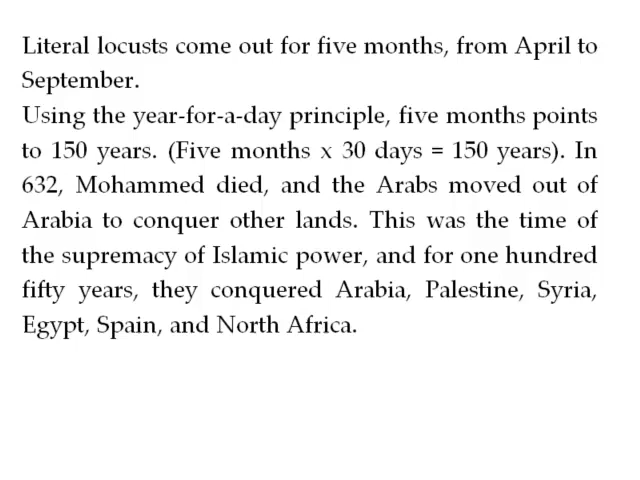 Literal locusts come out for five months, from April to
September.
Using the year-for-a-day principle, five months points
to 150 years. (Five months x 30 days = 150 years). In
632, Mohammed died, and the Arabs moved out of
Arabia to conquer other lands. This was the time of
the supremacy of Islamic power, and for one hundred
fifty years, they conquered Arabia, Palestine, Syria,
Egypt, Spain, and North Africa.